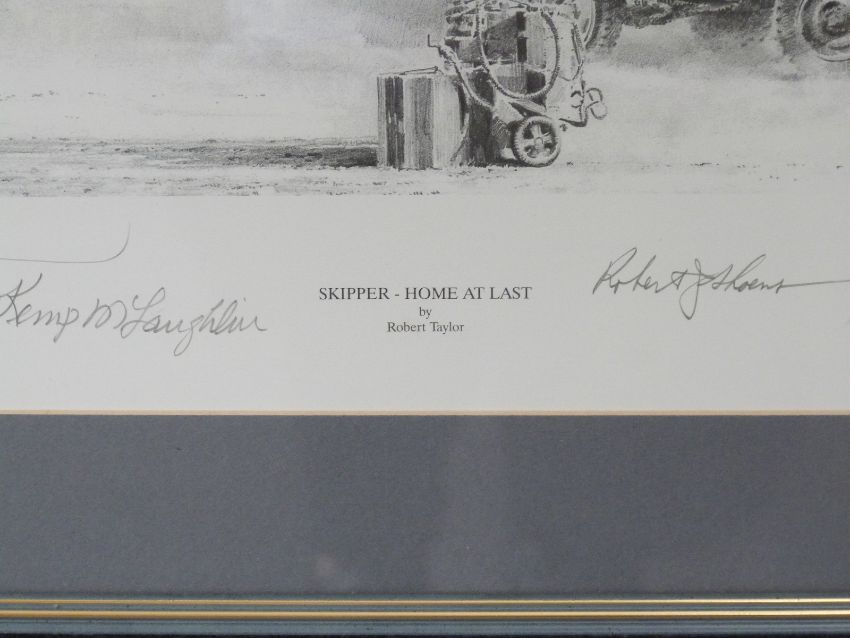 Kemp McLaughlin
SKIPPER - HOME AT LAST
by
Robert Taylor
Robert J Shoens